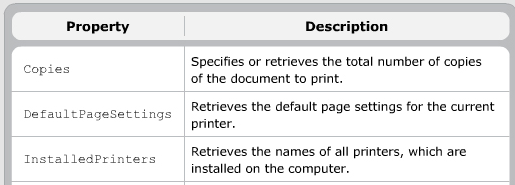 Property Description
Copies
Specifies or retrieves the total number of copies
of the document to print.
DefaultPageSettings
Retrieves the default page settings for the current
printer.
InstalledPrinters
Retrieves the names of all printers, which are
installed on the computer.